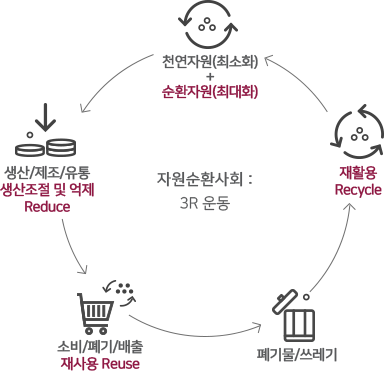 천연자원(최소화)
+
순환자원(최대화)
생산/제조/유통
생산조절 및 억제
Reduce
재활용
Recycle
자원순환사회 :
3R 운동
소비/폐기/배출
재사용 Reuse
폐기물/쓰레기